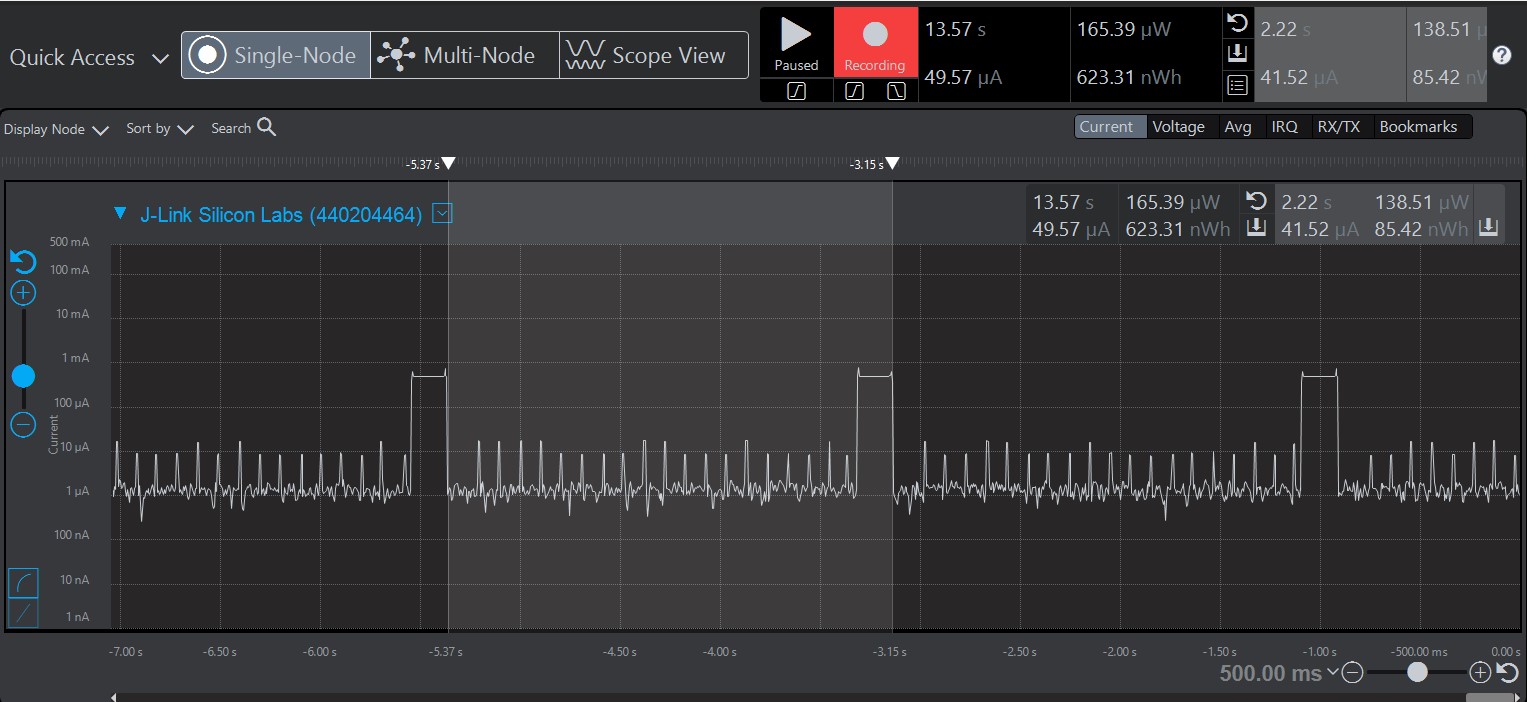 Quick Access
Single-Node
Multi-Node
Scope View
Paused
Recording
13.57 s
165.39 µW
49.57 µA
623.31 nWh
2.22 s
138.51 µ
41.52 µA
85.42 nW
?
Display Node
Sort by
Search
Current
Voltage
Avg
IRQ
RX/TX
Bookmarks
-5.37 s
-3.15 s
J-Link Silicon Labs (440204464)
13.57 s
165.39 µW
2.22 s
138.51 µW
49.57 µA
623.31 nWh
41.52 µA
85.42 nWh
500 mA
100 mA
10 mA
1 mA
100 µA
10 µA
1 µA
100 nA
10 nA
1 nA
Current
-7.00 s
-6.50 s
-6.00 s
-5.37 s
-4.50 s
-4.00 s
-3.15 s
-2.50 s
-2.00 s
-1.50 s
-1.00 s
-500.00 ms
0.00 s
500.00 ms